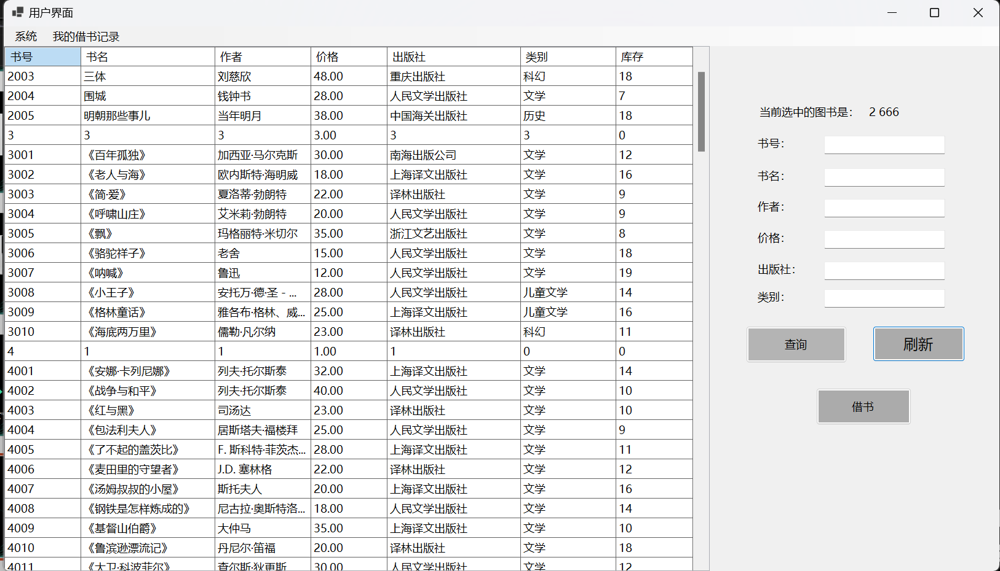 用户界面
系统 我的借书记录
书号 书名 作者 价格 出版社 类别 库存
2003 三体 刘慈欣 48.00 重庆出版社 科幻 18
2004 围城 钱钟书 28.00 人民文学出版社 文学 7
2005 明朝那些事儿 当年明月 38.00 中国海关出版社 历史 18
3 3 3 3.00 3 3 0
3001 《百年孤独》 加西亚·马尔克斯 30.00 南海出版公司 文学 12
3002 《老人与海》 欧内斯特·海明威 18.00 上海译文出版社 文学 16
3003 《简·爱》 夏洛蒂·勃朗特 22.00 译林出版社 文学 9
3004 《呼啸山庄》 艾米莉·勃朗特 20.00 人民文学出版社 文学 9
3005 《飘》 玛格丽特·米切尔 35.00 浙江文艺出版社 文学 8
3006 《骆驼祥子》 老舍 15.00 人民文学出版社 文学 18
3007 《呐喊》 鲁迅 12.00 人民文学出版社 文学 19
3008 《小王子》 安托万·德·圣 - ... 28.00 人民文学出版社 儿童文学 14
3009 《格林童话》 雅各布·格林、威... 25.00 上海译文出版社 儿童文学 16
3010 《海底两万里》 儒勒·凡尔纳 23.00 译林出版社 科幻 11
4 1 1 1.00 1 0 0
4001 《安娜·卡列尼娜》 列夫·托尔斯泰 32.00 上海译文出版社 文学 14
4002 《战争与和平》 列夫·托尔斯泰 40.00 人民文学出版社 文学 10
4003 《红与黑》 司汤达 23.00 译林出版社 文学 10
4004 《包法利夫人》 居斯塔夫·福楼拜 25.00 人民文学出版社 文学 9
4005 《了不起的盖茨比》 F. 斯科特·菲茨杰... 28.00 上海译文出版社 文学 11
4006 《麦田里的守望者》 J.D. 塞林格 22.00 译林出版社 文学 12
4007 《汤姆叔叔的小屋》 斯托夫人 20.00 上海译文出版社 文学 16
4008 《钢铁是怎样炼成的》 尼古拉·奥斯特洛... 18.00 人民文学出版社 文学 14
4009 《基督山伯爵》 大仲马 35.00 上海译文出版社 文学 10
4010 《鲁滨逊漂流记》 丹尼尔·笛福 20.00 译林出版社 文学 18
4011 《大卫·科波菲尔》 查尔斯·狄更斯 30.00 人民文学出版社 文学 12
当前选中的图书是： 2 666
书号：
书名：
作者：
价格：
出版社：
类别：
查询 刷新
借书